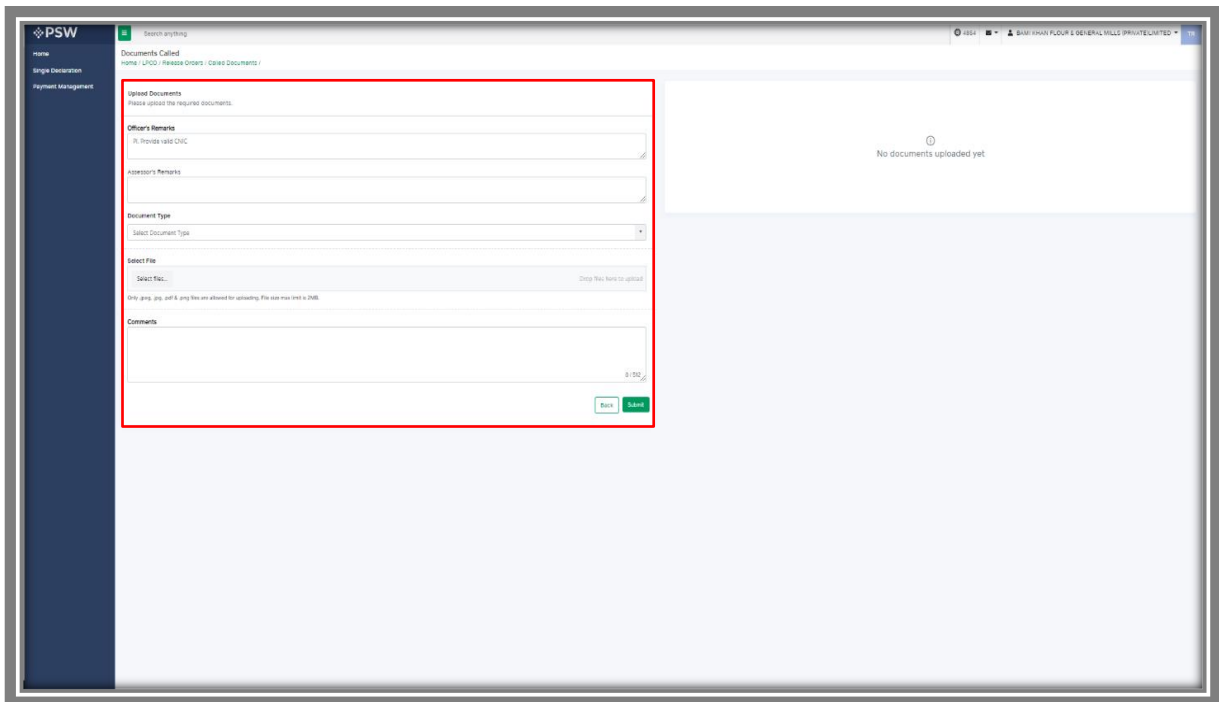 PSW
Search anything
4854
BAMI KHAN FLOUR & GENERAL MILLS (PRIVATE)LIMITED
TR
Home
Single Declaration
Payment Management
Documents Called
Home / LPCO / Release Orders / Called Documents /
Upload Documents
Please upload the required documents.
Officer's Remarks
Pl. Provide valid CNIC
Assessor's Remarks
Document Type
Select Document Type
Select File
Select files...
Drop files here to upload
Only .jpeg, .jpg, .pdf & .png files are allowed for uploading. File size max limit is 2MB.
Comments
0 / 512
Back
Submit
No documents uploaded yet